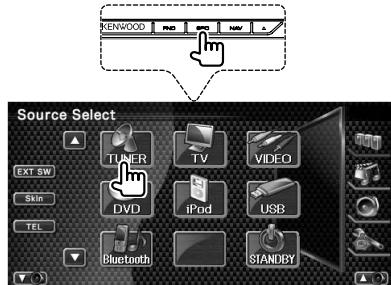 KENWOOD FNC SRC NAV
Source Select
TUNER TV VIDEO
EXT SW
Skin
DVD iPod USB
TEL
Bluetooth STANDBY